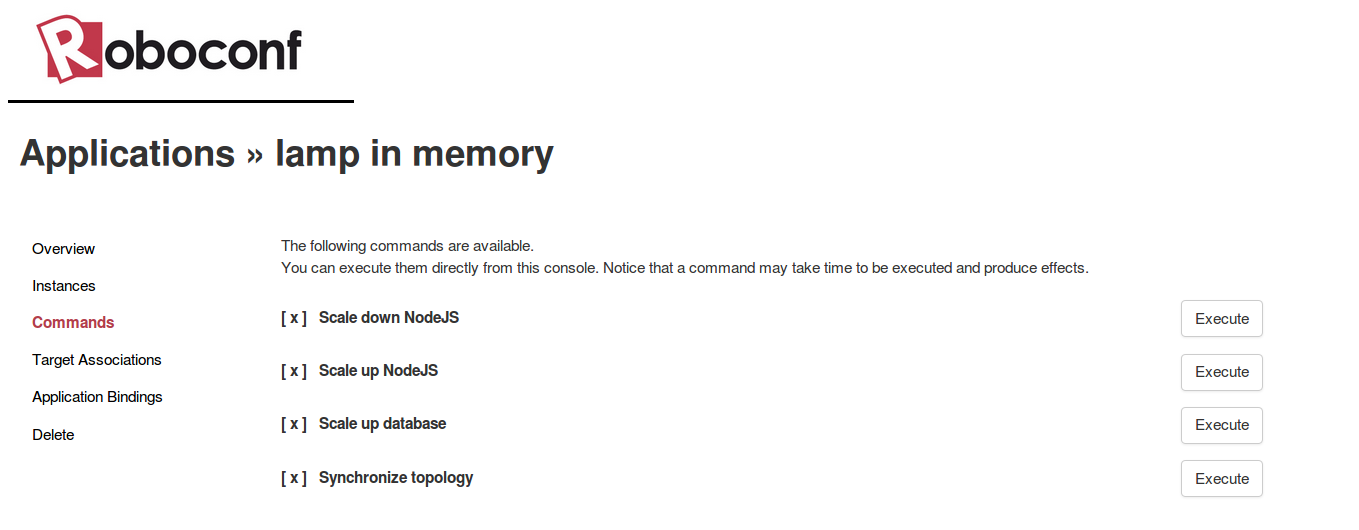 Roboconf
Applications » lamp in memory
Overview
Instances
Commands
Target Associations
Application Bindings
Delete
The following commands are available.
You can execute them directly from this console. Notice that a command may take time to be executed and produce effects.
[ x ] Scale down NodeJS Execute
[ x ] Scale up NodeJS Execute
[ x ] Scale up database Execute
[ x ] Synchronize topology Execute